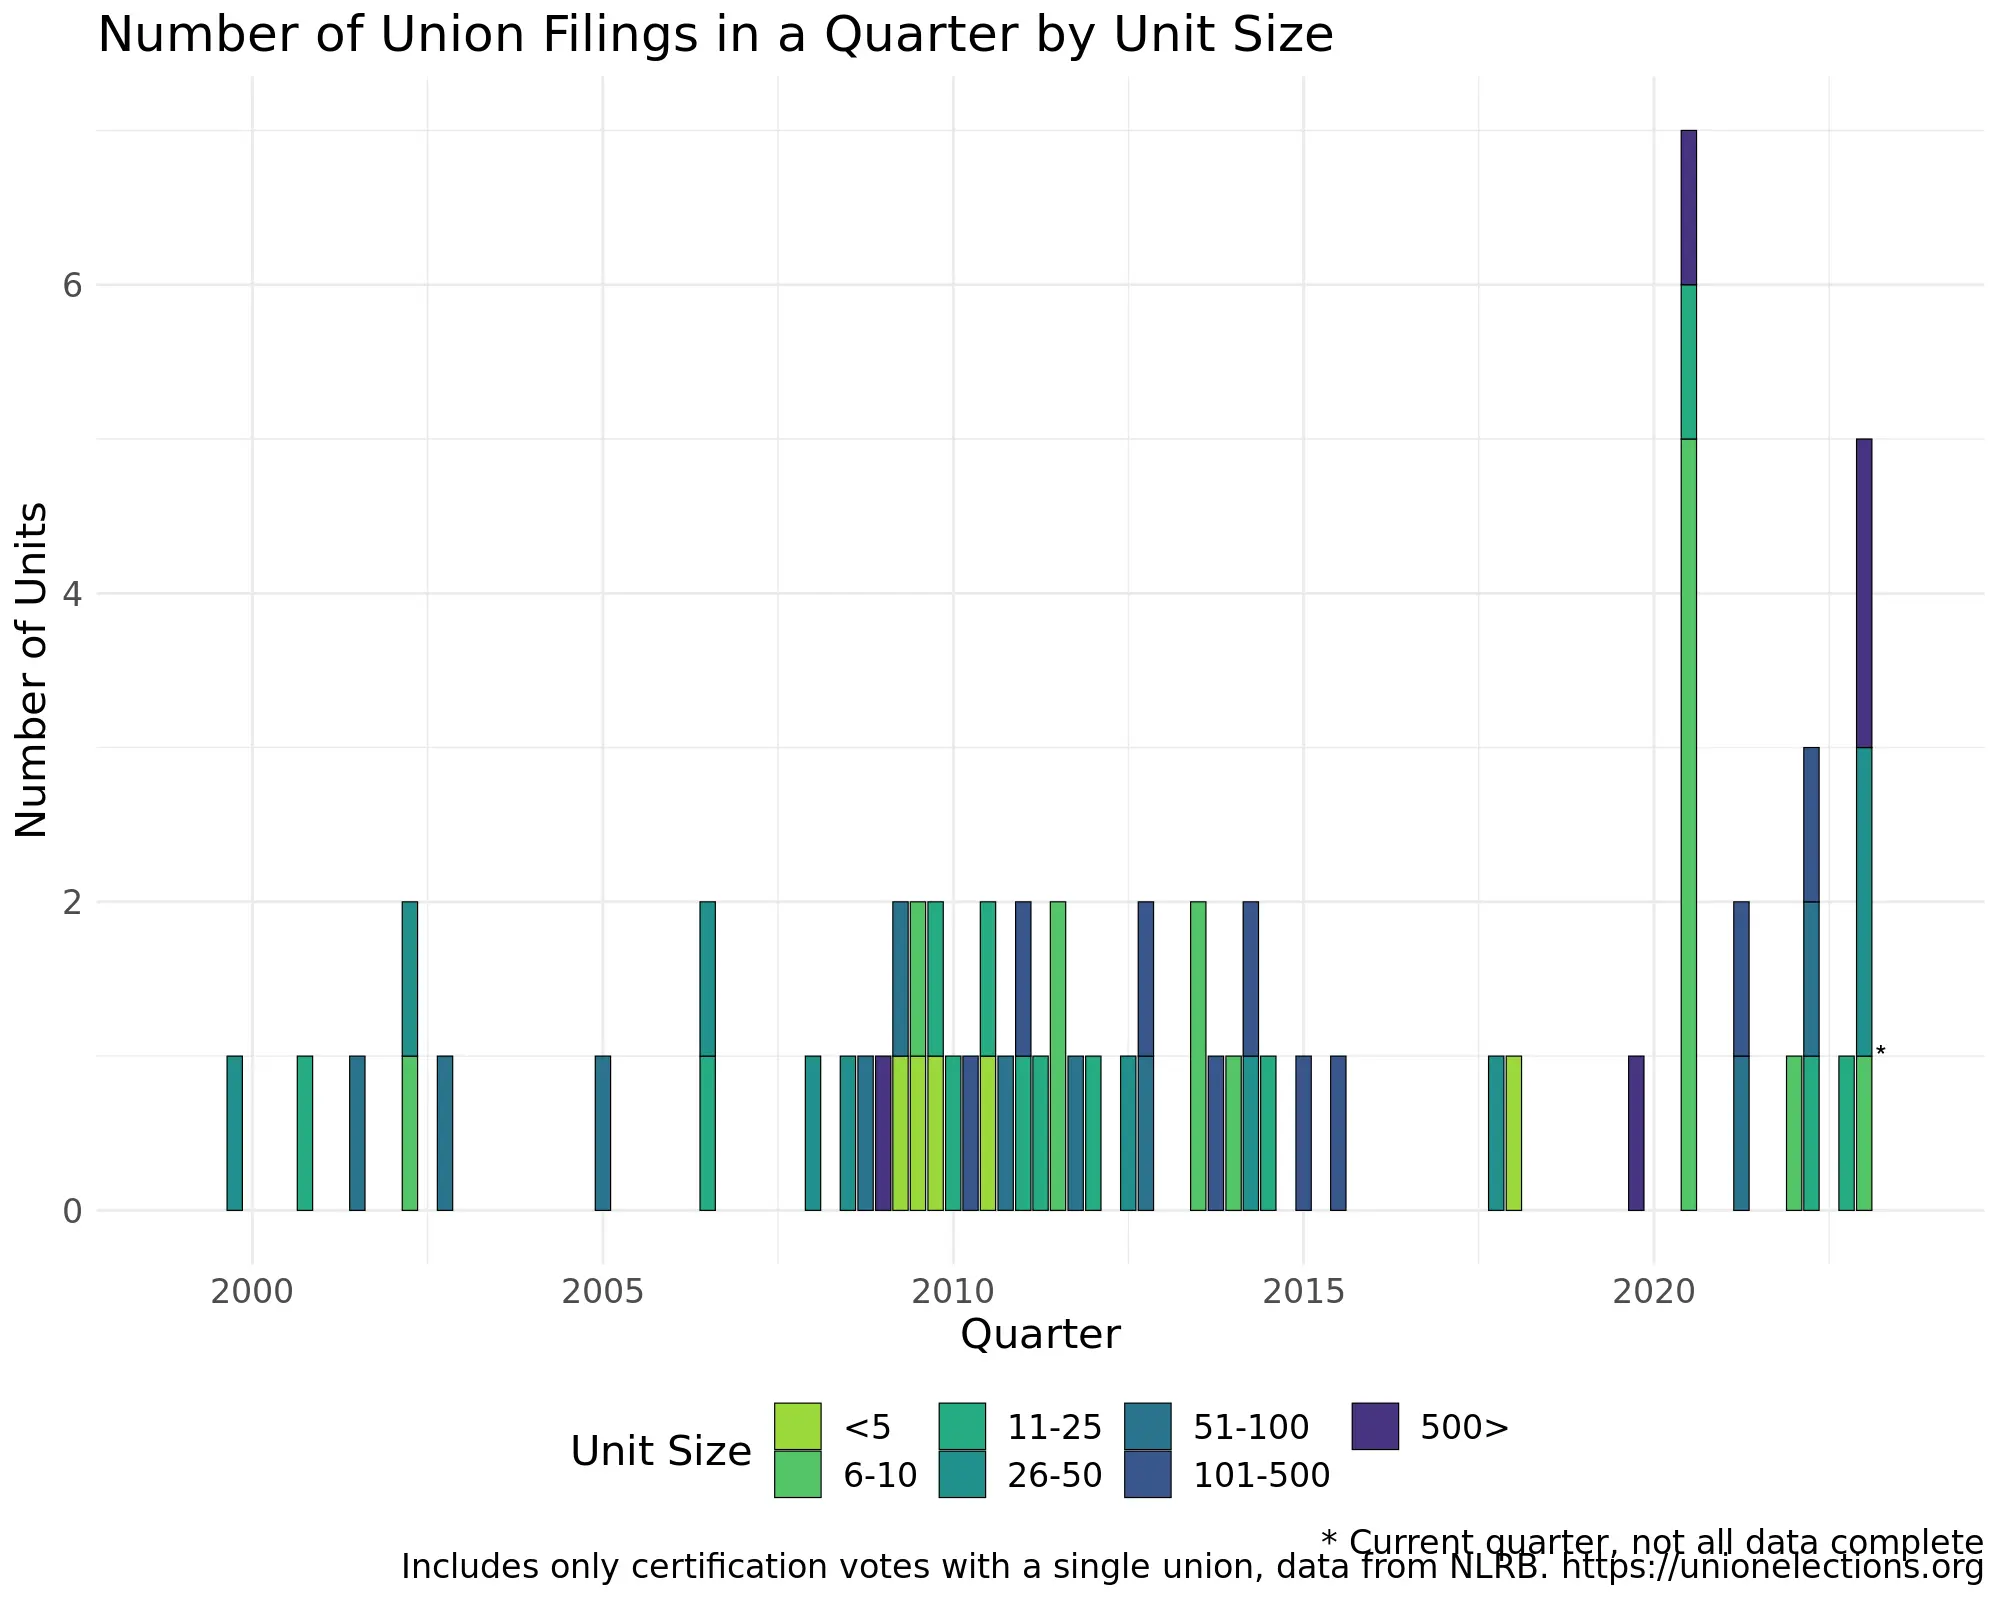 Number of Union Filings in a Quarter by Unit Size
Number of Units
6
4
2
0
*
2000 2005 2010 2015 2020
Quarter
Unit Size
<5 11-25 51-100 500>
6-10 26-50 101-500
* Current quarter, not all data complete
Includes only certification votes with a single union, data from NLRB. https://unionelections.org